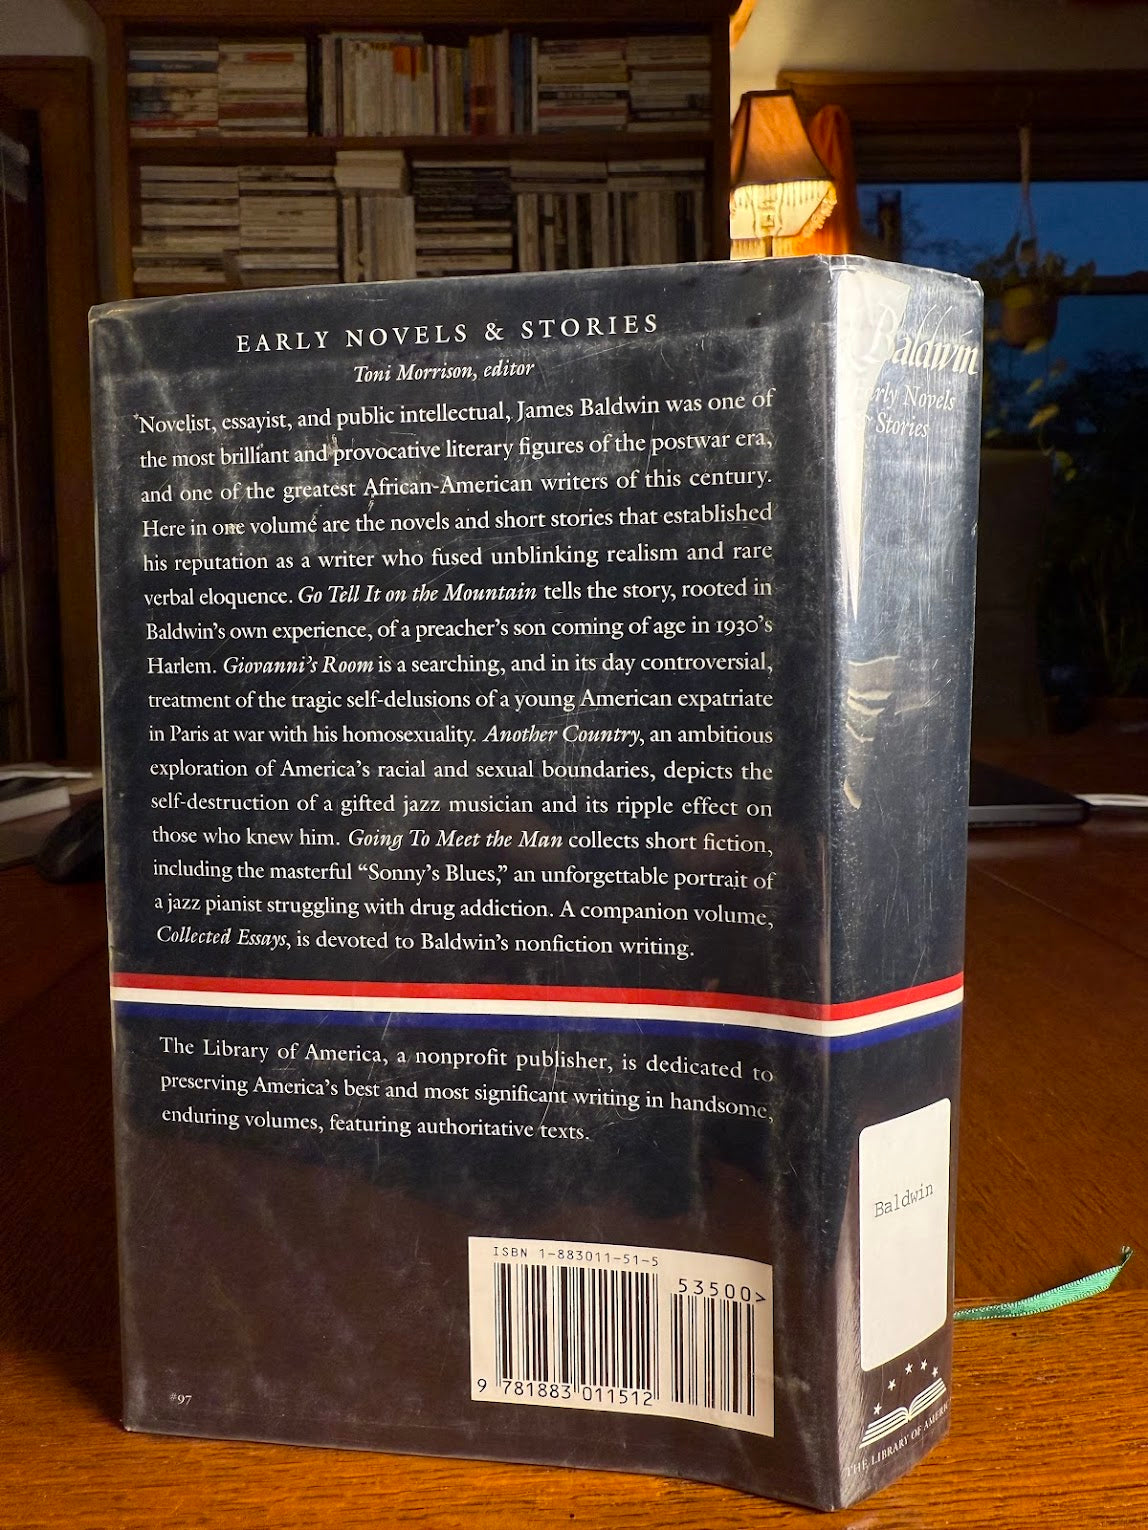 EARLY NOVELS & STORIES
Toni Morrison, editor
Novelist, essayist, and public intellectual, James Baldwin was one of
the most brilliant and provocative literary figures of the postwar era,
and one of the greatest African-American writers of this century.
Here in one volume are the novels and short stories that established
his reputation as a writer who fused unblinking realism and rare
verbal eloquence. Go Tell It on the Mountain tells the story, rooted in
Baldwin's own experience, of a preacher's son coming of age in 1930's
Harlem. Giovanni's Room is a searching, and in its day controversial,
treatment of the tragic self-delusions of a young American expatriate
in Paris at war with his homosexuality. Another Country, an ambitious
exploration of America's racial and sexual boundaries, depicts the
self-destruction of a gifted jazz musician and its ripple effect on
those who knew him. Going To Meet the Man collects short fiction,
including the masterful “Sonny's Blues,” an unforgettable portrait of
a jazz pianist struggling with drug addiction. A companion volume,
Collected Essays, is devoted to Baldwin's nonfiction writing.
The Library of America, a nonprofit publisher, is dedicated to
preserving America's best and most significant writing in handsome,
enduring volumes, featuring authoritative texts.
ISBN 1-883011-51-5
53500>
9 781883 011512
#97
Baldwin
Early Novels
& Stories
Baldwin
THE LIBRARY OF AMERICA